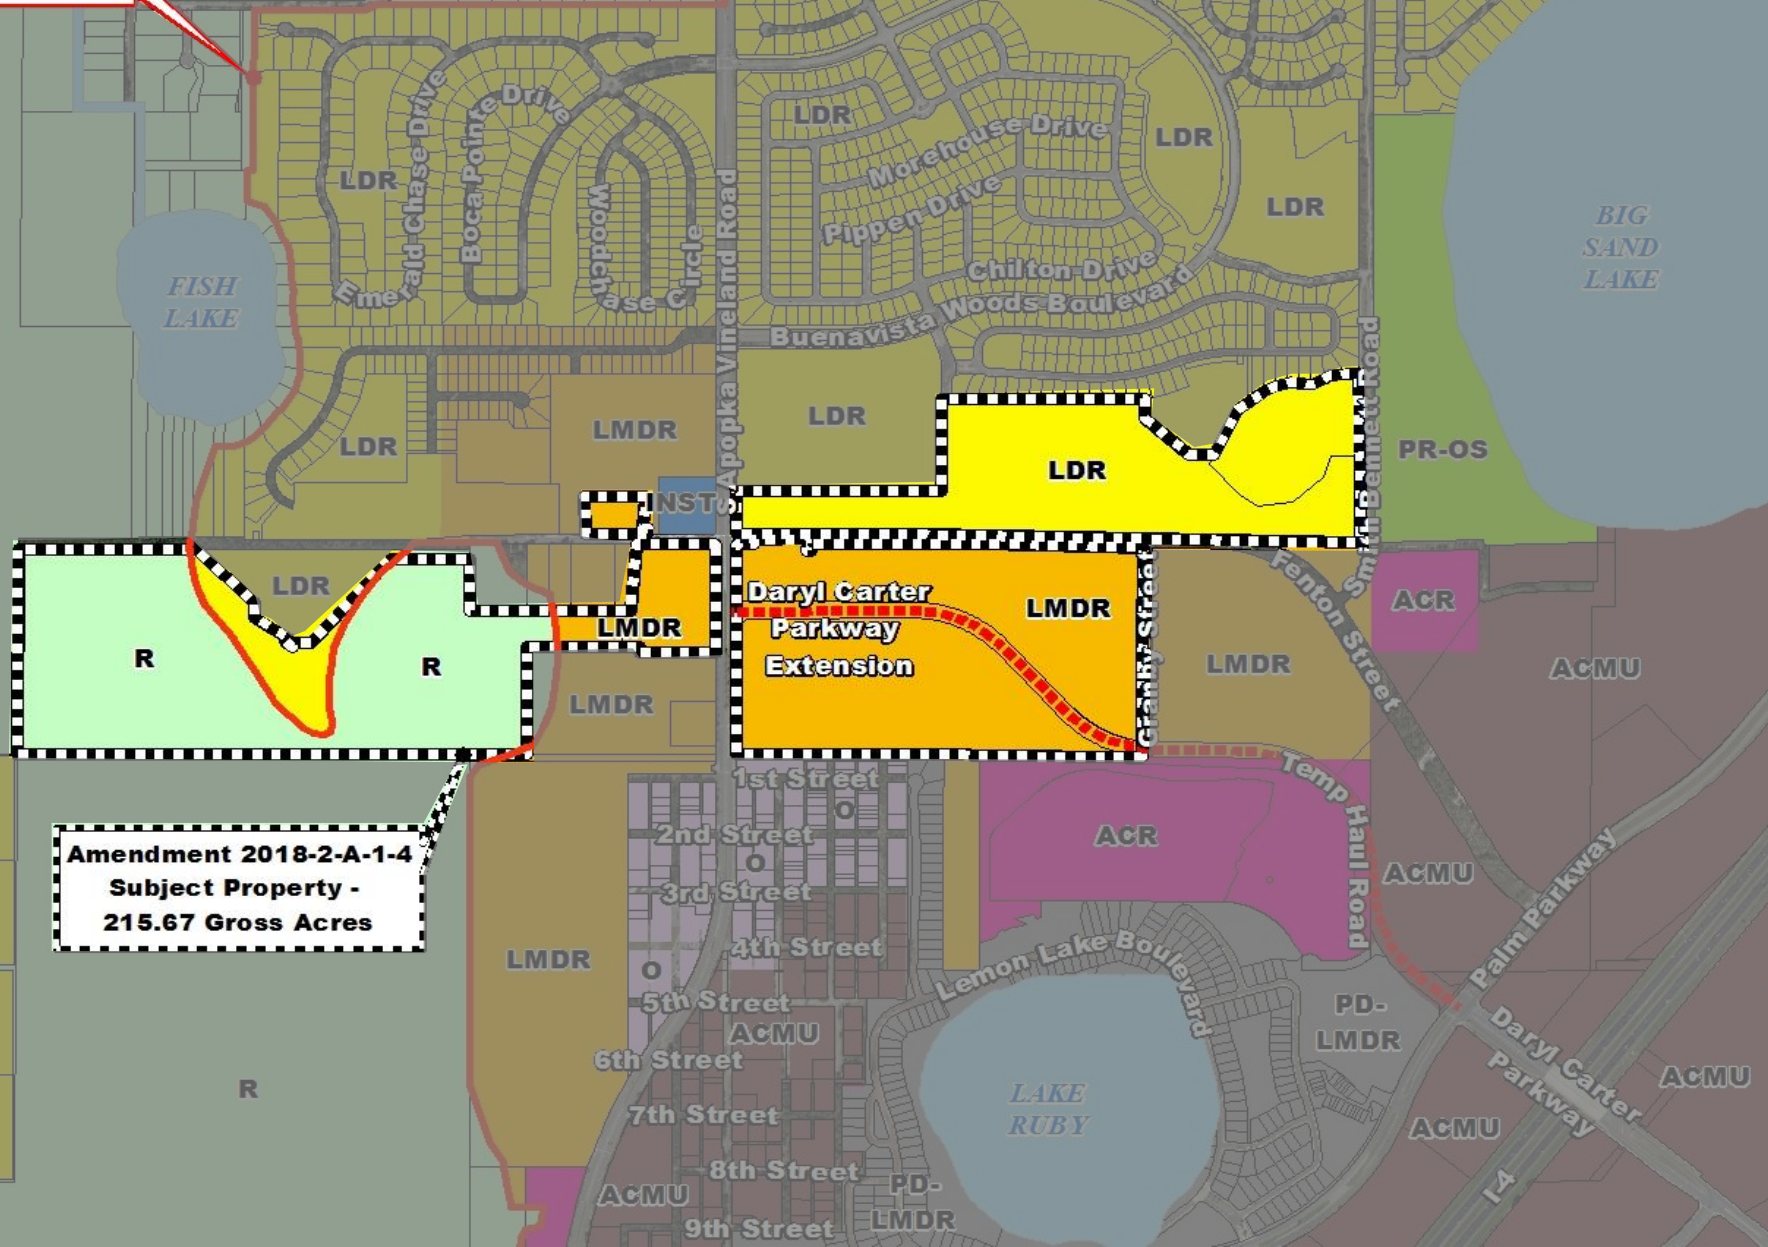 LDR
LDR
LDR
LDR
Emerald Chase Drive
Boca Pointe Drive
Woodchase Circle
S Apopka Vineland Road
Morehouse Drive
Pippen Drive
Chilton Drive
Buenavista Woods Boulevard
FISH
LAKE
BIG
SAND
LAKE
LDR
LMDR
LDR
LDR
PR-OS
INST
Smith Bennett Road
LDR
R
R
LMDR
LMDR
Daryl Carter
Parkway
Extension
LMDR
Granby Street
LMDR
Fenton Street
ACR
ACMU
Amendment 2018-2-A-1-4
Subject Property -
215.67 Gross Acres
1st Street
O
2nd Street
O
3rd Street
4th Street
O
5th Street
ACMU
6th Street
7th Street
8th Street
9th Street
ACR
Temp Haul Road
ACMU
Palm Parkway
LMDR
Lemon Lake Boulevard
PD-
LMDR
Daryl Carter
Parkway
ACMU
ACMU
R
LAKE
RUBY
ACMU
PD-
LMDR
I-4